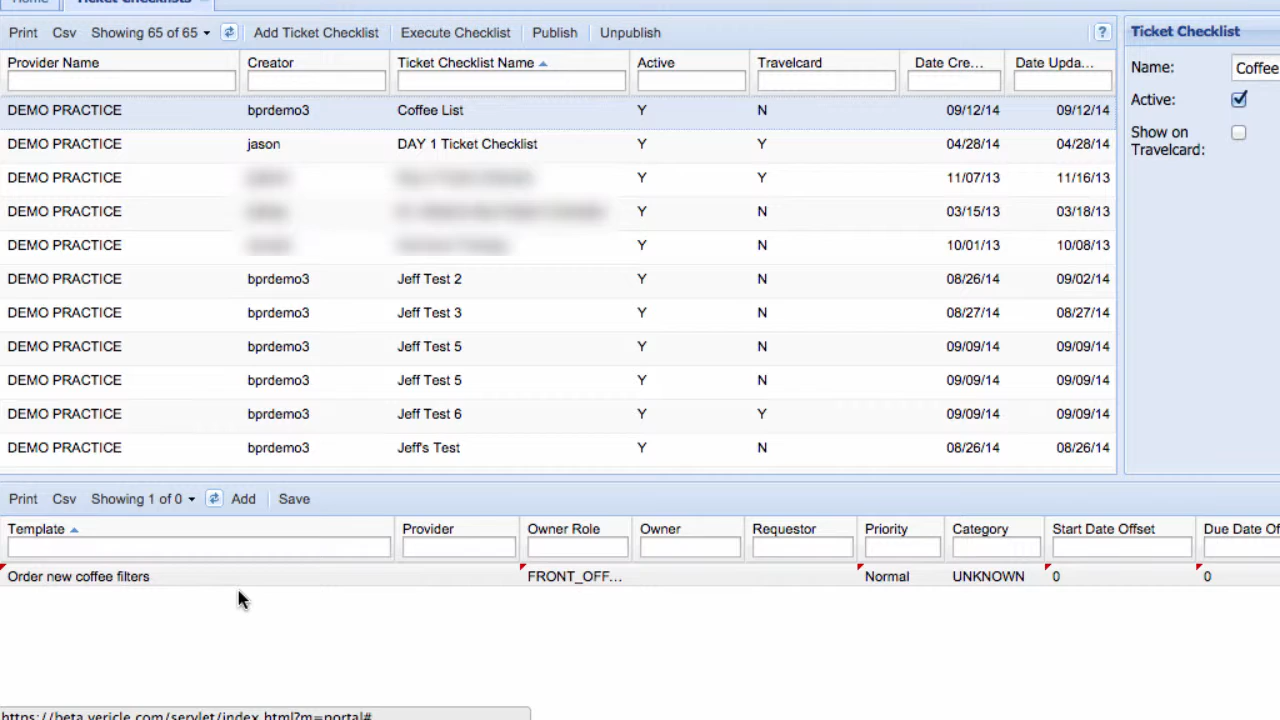 Home Ticket Checklists
Print Csv Showing 65 of 65 Add Ticket Checklist Execute Checklist Publish Unpublish ?
Ticket Checklist
Provider Name Creator Ticket Checklist Name Active Travelcard Date Cre... Date Upda...
Name: Coffee
Active:
Show on
Travelcard:
DEMO PRACTICE bprdemo3 Coffee List Y N 09/12/14 09/12/14
DEMO PRACTICE jason DAY 1 Ticket Checklist Y Y 04/28/14 04/28/14
DEMO PRACTICE Y Y 11/07/13 11/16/13
DEMO PRACTICE Y N 03/15/13 03/18/13
DEMO PRACTICE Y N 10/01/13 10/08/13
DEMO PRACTICE bprdemo3 Jeff Test 2 Y N 08/26/14 09/02/14
DEMO PRACTICE bprdemo3 Jeff Test 3 Y N 08/27/14 08/27/14
DEMO PRACTICE bprdemo3 Jeff Test 5 Y N 09/09/14 09/09/14
DEMO PRACTICE bprdemo3 Jeff Test 5 Y N 09/09/14 09/09/14
DEMO PRACTICE bprdemo3 Jeff Test 6 Y Y 09/09/14 09/09/14
DEMO PRACTICE bprdemo3 Jeff's Test Y N 08/26/14 08/26/14
Print Csv Showing 1 of 0 Add Save
Template Provider Owner Role Owner Requestor Priority Category Start Date Offset Due Date Of
Order new coffee filters FRONT_OFF... Normal UNKNOWN 0 0
https://beta.vericle.com/servlet/index.html?m=portal#